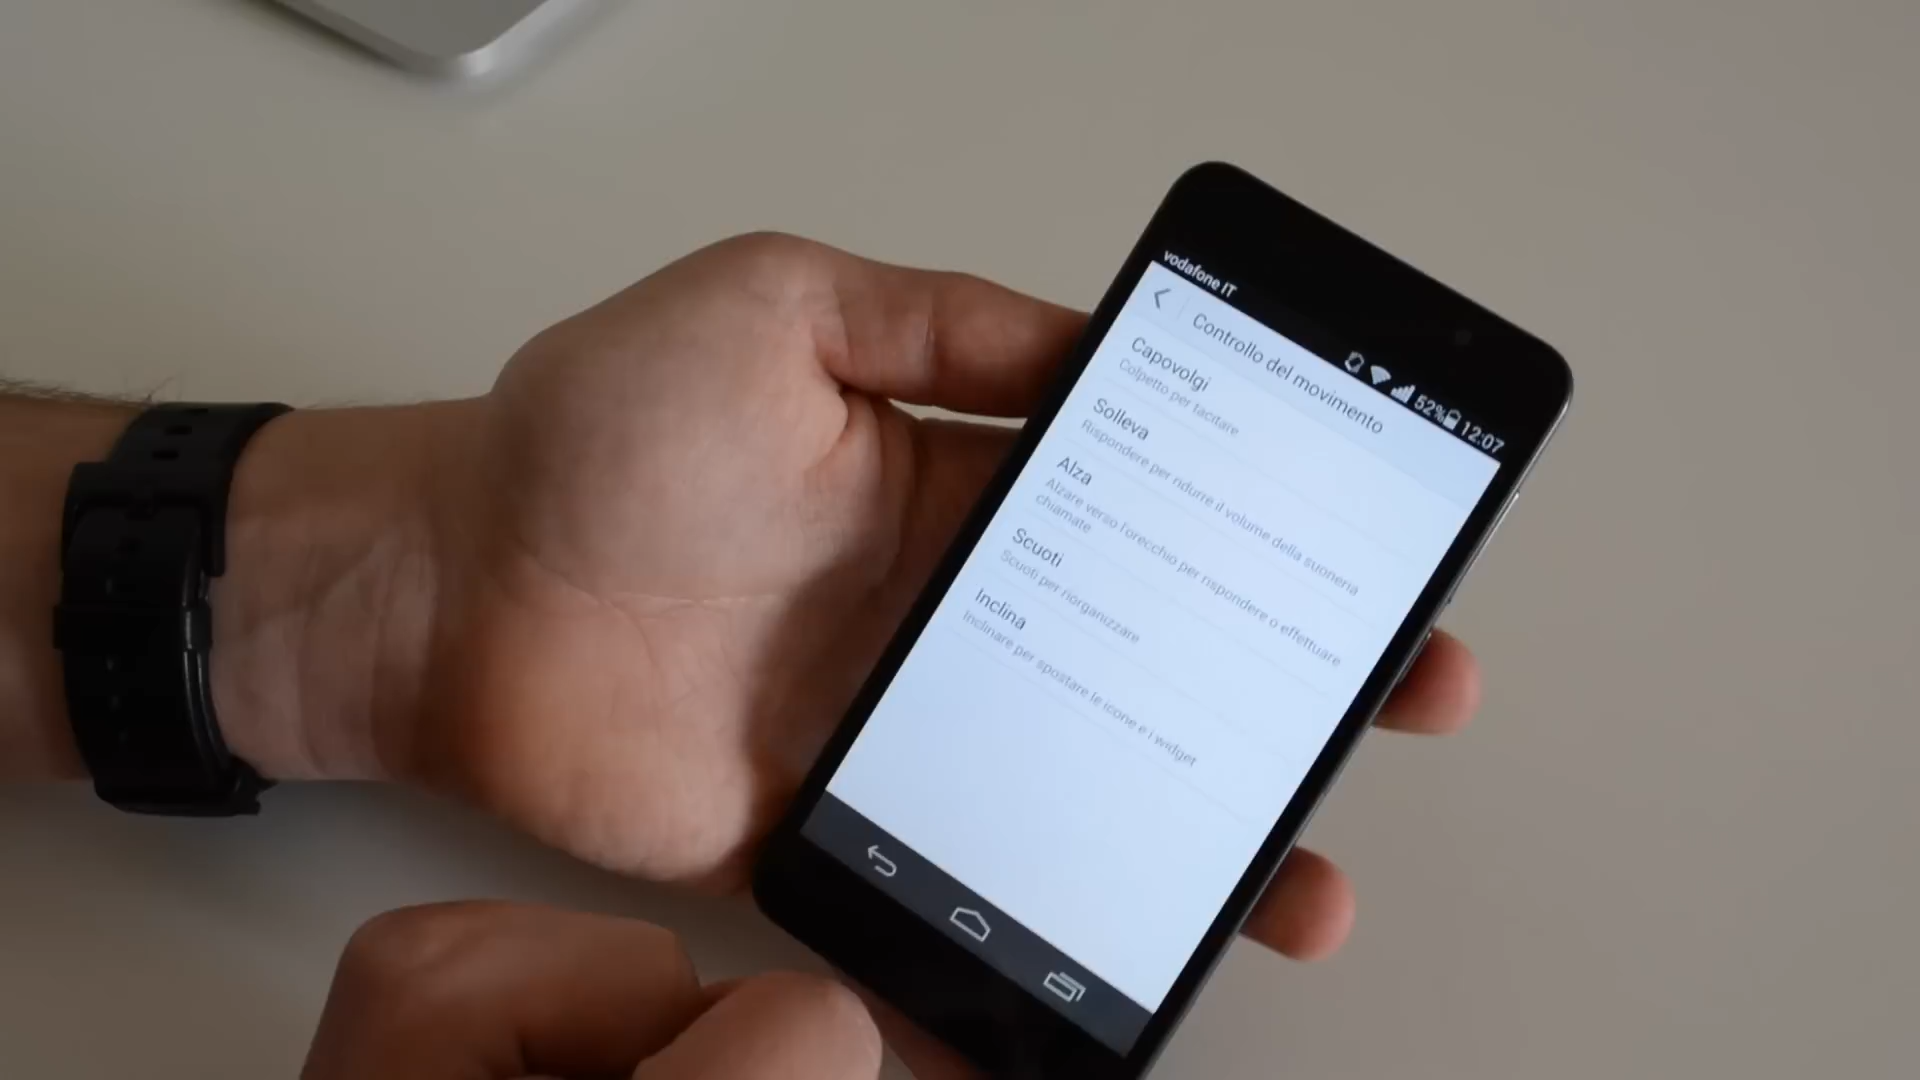 vodafone IT
52% 12:07
Controllo del movimento
Capovolgi
Colpetto per tacitare
Solleva
Rispondere per ridurre il volume della suoneria
Alza
Alzare verso l'orecchio per rispondere o effettuare
chiamate
Scuoti
Scuoti per riorganizzare
Inclina
Inclinare per spostare le icone e i widget